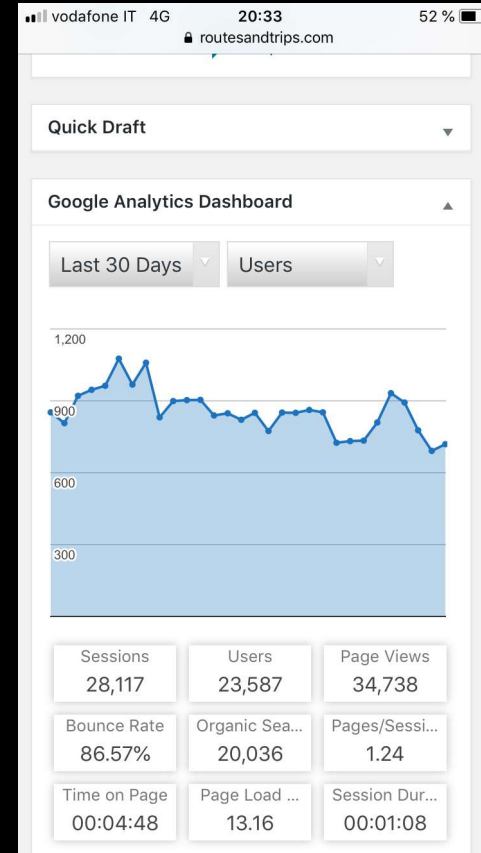 vodafone IT 4G 20:33 52 %
routesandtrips.com
Quick Draft
Google Analytics Dashboard
Last 30 Days Users
1,200
900
600
300
Sessions Users Page Views
28,117 23,587 34,738
Bounce Rate Organic Sea... Pages/Sessi...
86.57% 20,036 1.24
Time on Page Page Load ... Session Dur...
00:04:48 13.16 00:01:08